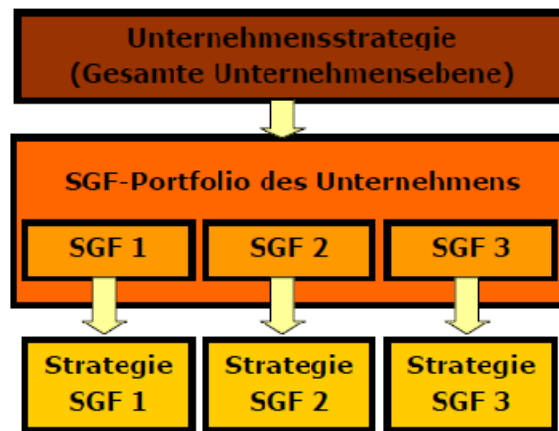 Unternehmensstrategie
(Gesamte Unternehmensebene)
SGF-Portfolio des Unternehmens
SGF 1
SGF 2
SGF 3
Strategie
SGF 1
Strategie
SGF 2
Strategie
SGF 3